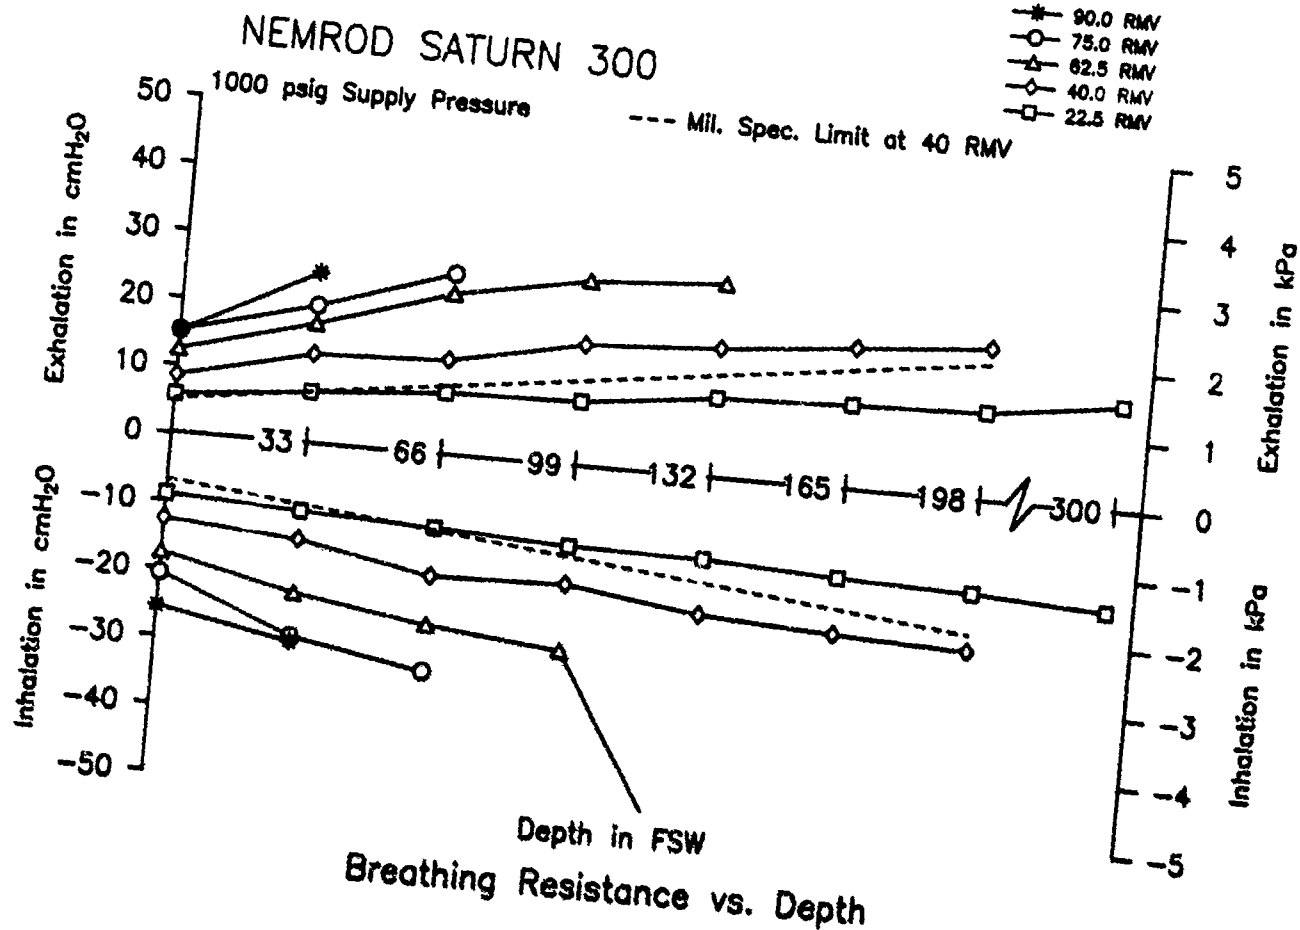 NEMROD SATURN 300
1000 psig Supply Pressure
--- Mil. Spec. Limit at 40 RMV
90.0 RMV
75.0 RMV
62.5 RMV
40.0 RMV
22.5 RMV
Exhalation in cmH₂O
50
40
30
20
10
0
Inhalation in cmH₂O
-10
-20
-30
-40
-50
33
66
99
132
165
198
300
5
4
3
2
1
0
-1
-2
-3
-4
-5
Exhalation in kPa
Inhalation in kPa
Depth in FSW
Breathing Resistance vs. Depth